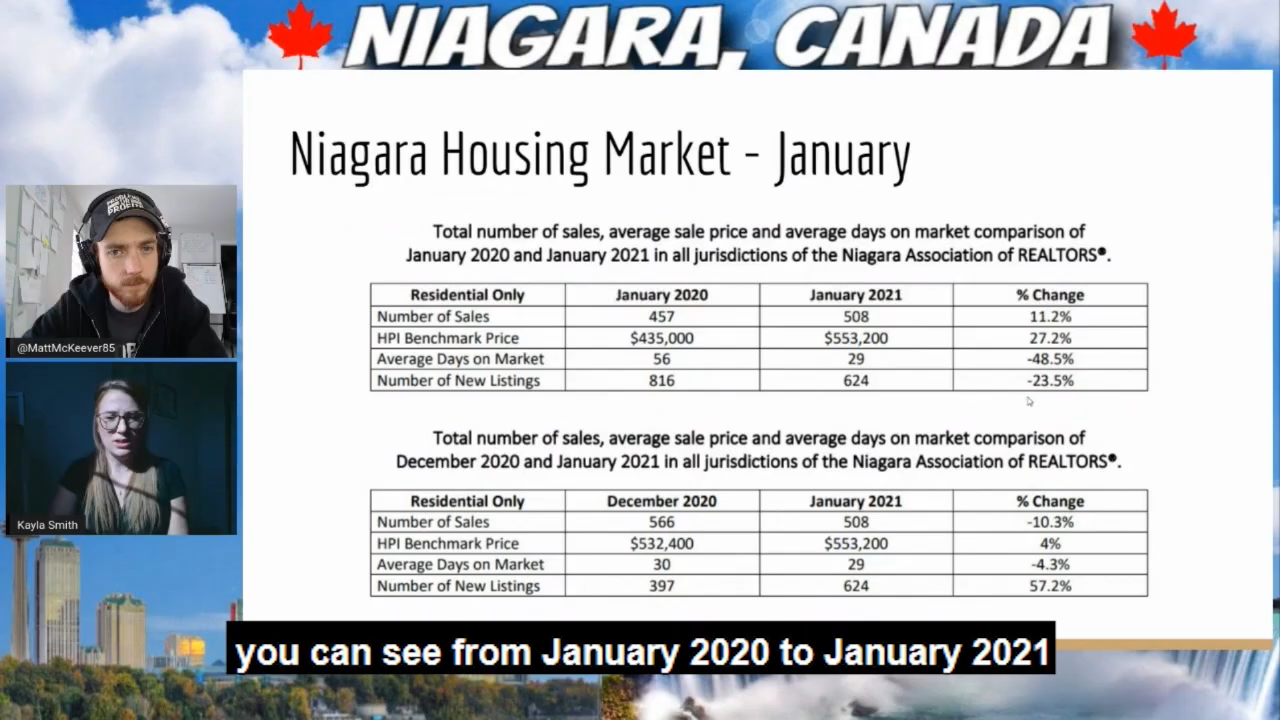 NIAGARA, CANADA
Niagara Housing Market - January
Total number of sales, average sale price and average days on market comparison of
January 2020 and January 2021 in all jurisdictions of the Niagara Association of REALTORS®.
Residential Only January 2020 January 2021 % Change
Number of Sales 457 508 11.2%
HPI Benchmark Price $435,000 $553,200 27.2%
Average Days on Market 56 29 -48.5%
Number of New Listings 816 624 -23.5%
Total number of sales, average sale price and average days on market comparison of
December 2020 and January 2021 in all jurisdictions of the Niagara Association of REALTORS®.
Residential Only December 2020 January 2021 % Change
Number of Sales 566 508 -10.3%
HPI Benchmark Price $532,400 $553,200 4%
Average Days on Market 30 29 -4.3%
Number of New Listings 397 624 57.2%
@MattMcKeever85
Kayla Smith
you can see from January 2020 to January 2021